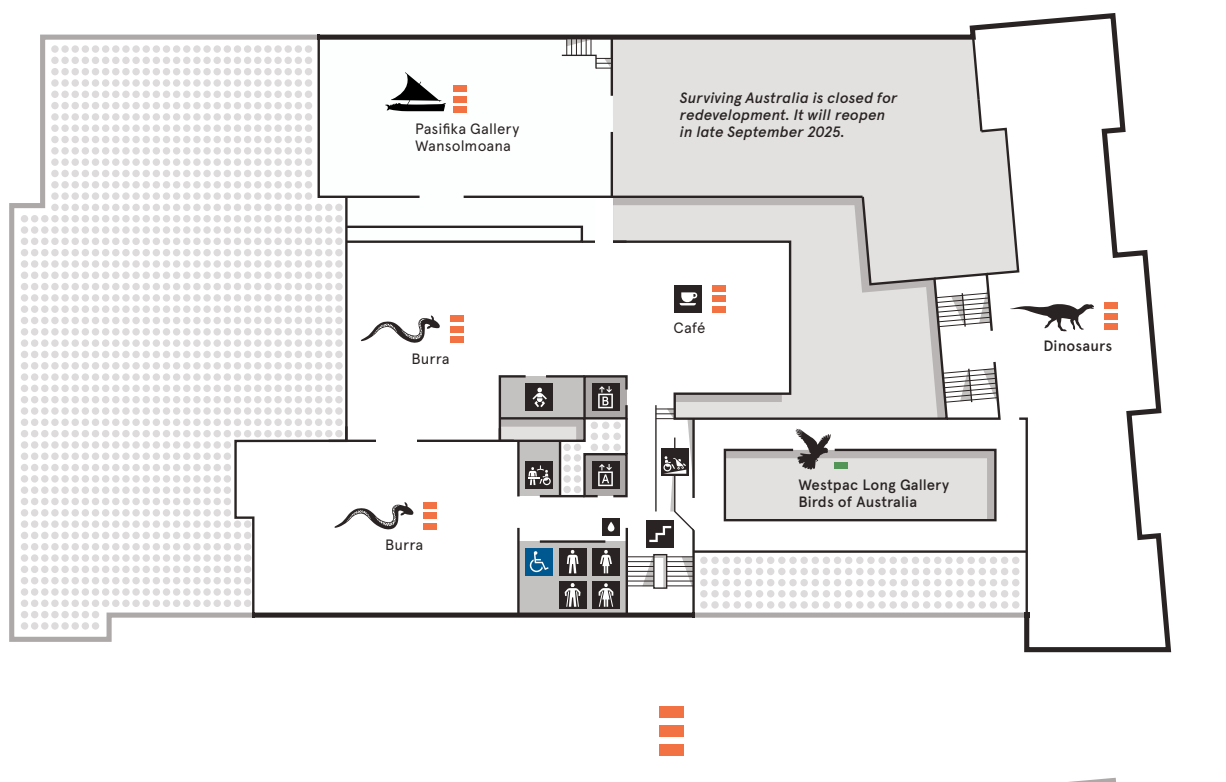 Surviving Australia is closed for
redevelopment. It will reopen
in late September 2025.
Pasifika Gallery
Wansolmoana
Café
Burra
Dinosaurs
B
A
Westpac Long Gallery
Birds of Australia
Burra